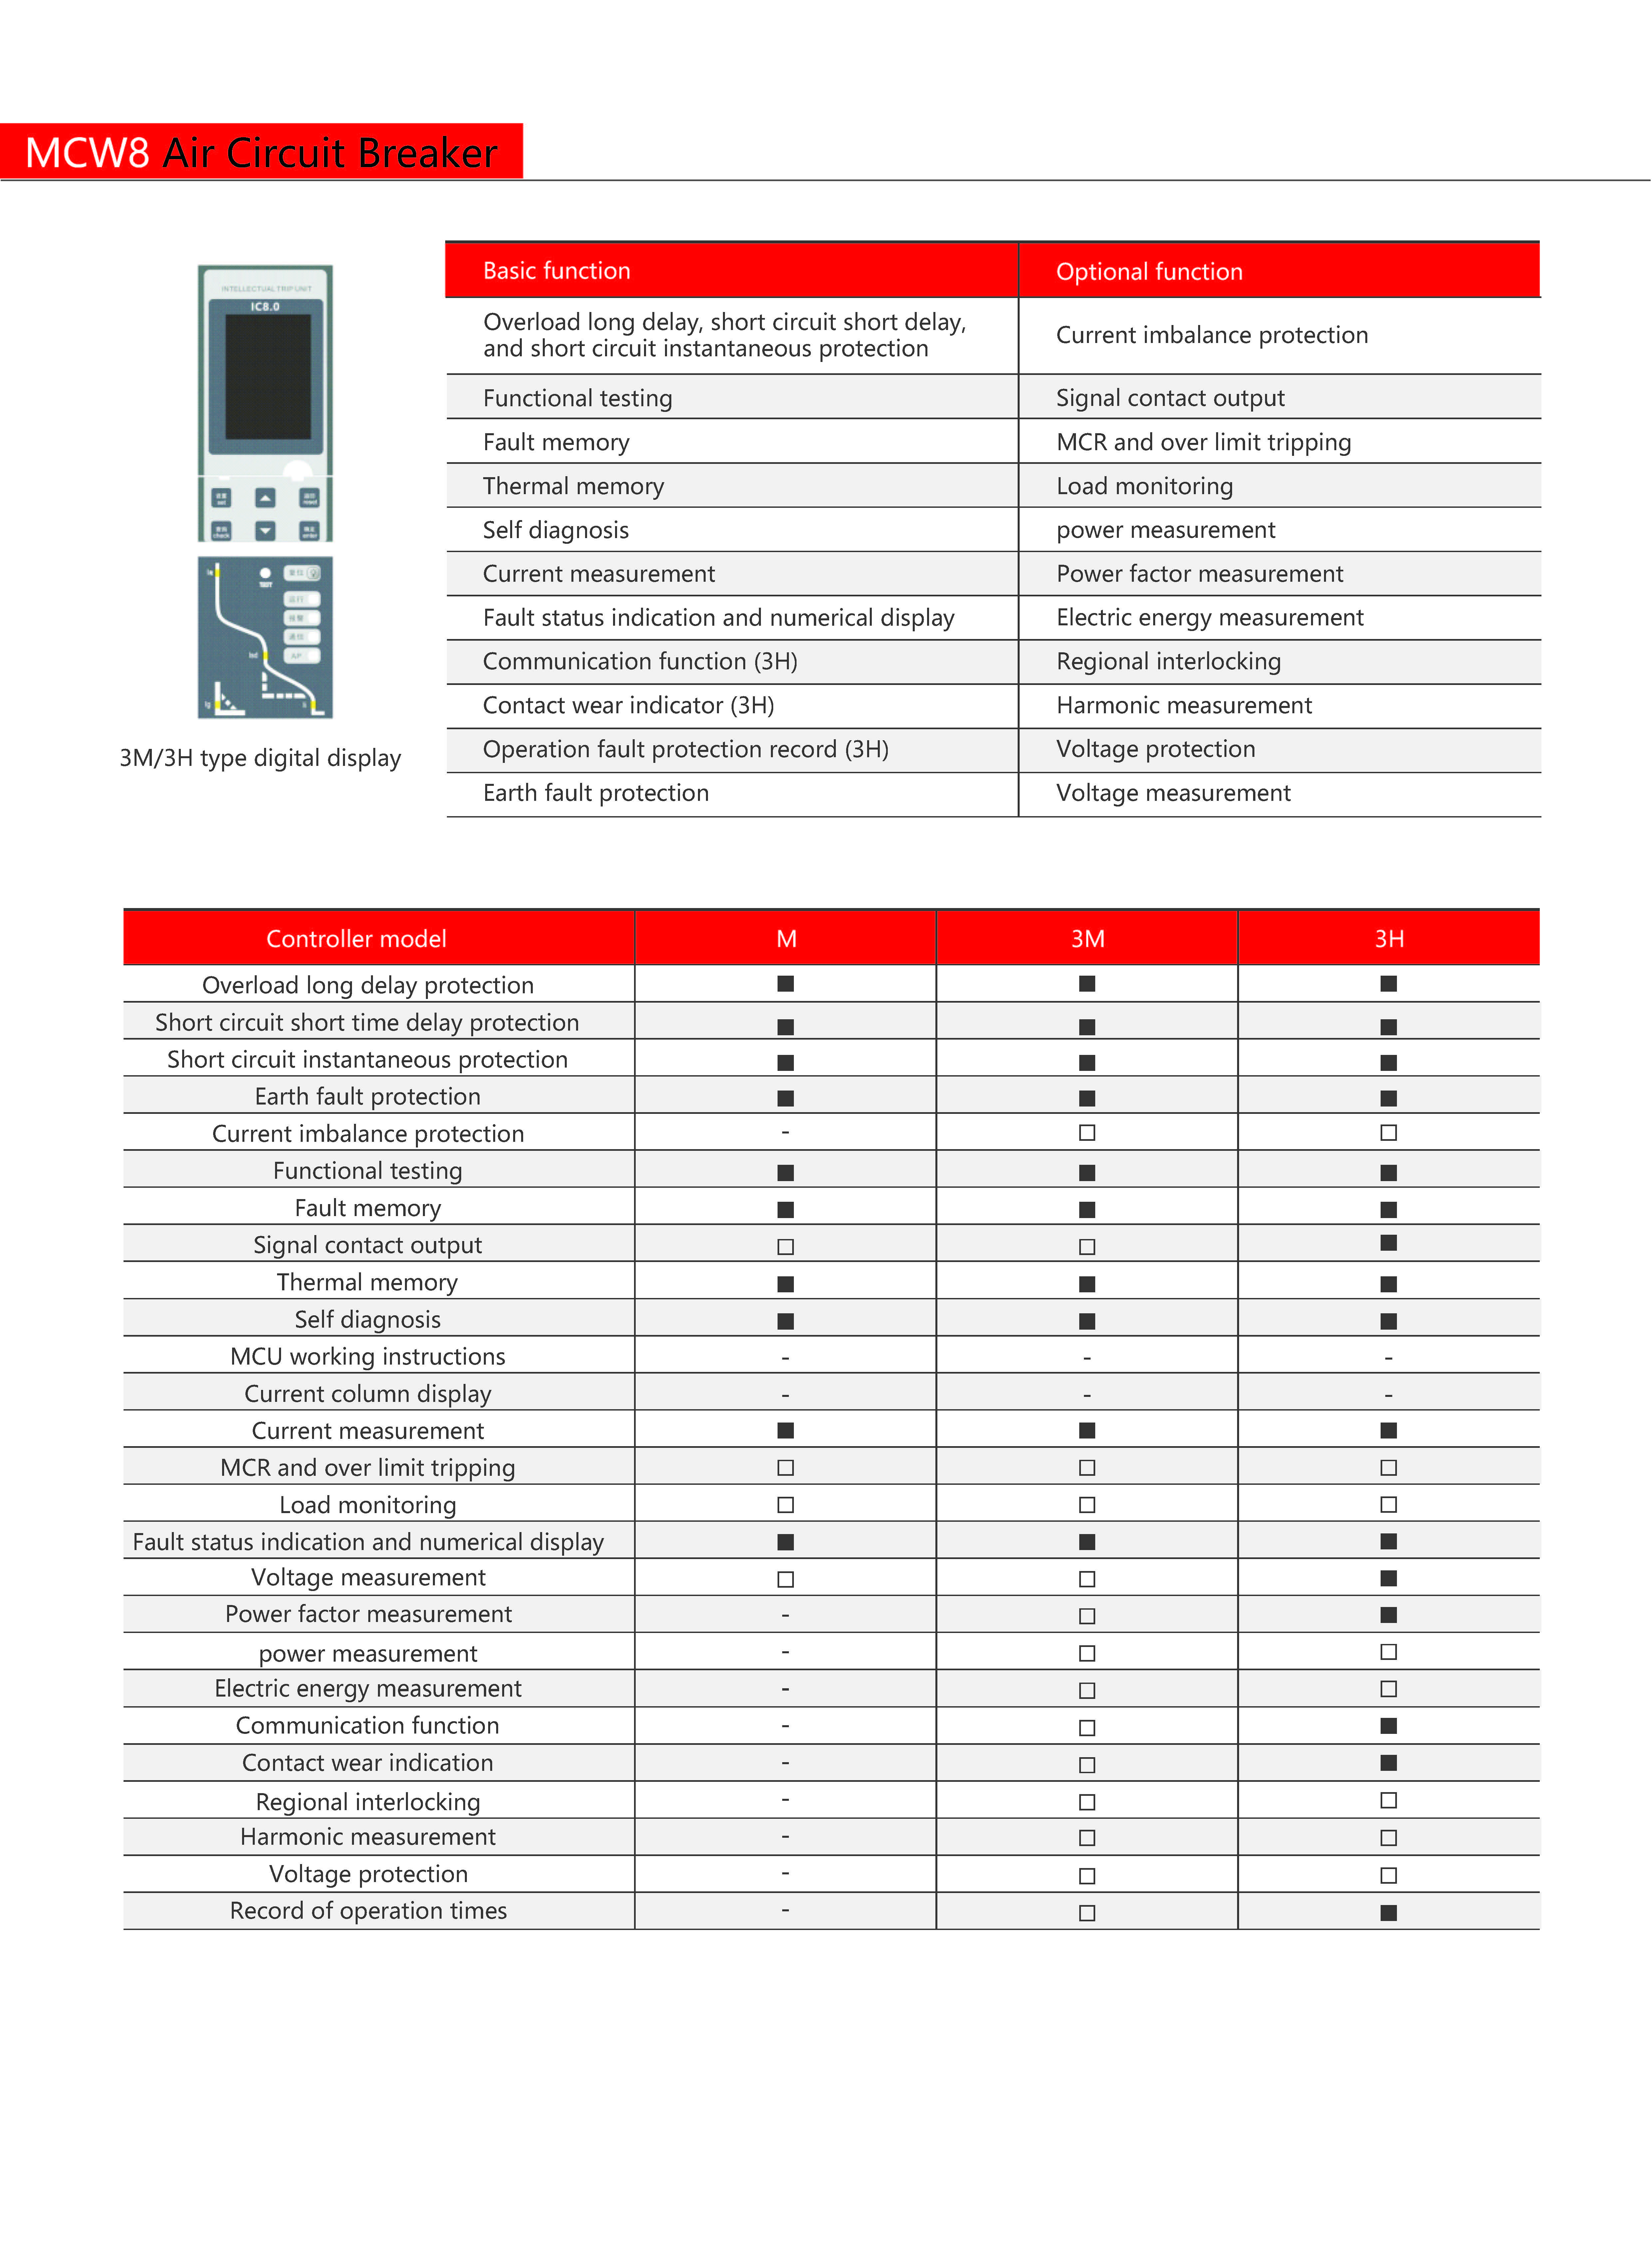 MCW8 Air Circuit Breaker
INTELLECTUAL TRIP UNIT
IC8.0
set
reset
check
enter
TEST
3M/3H type digital display
Basic function Optional function
Overload long delay, short circuit short delay,
and short circuit instantaneous protection Current imbalance protection
Functional testing Signal contact output
Fault memory MCR and over limit tripping
Thermal memory Load monitoring
Self diagnosis power measurement
Current measurement Power factor measurement
Fault status indication and numerical display Electric energy measurement
Communication function (3H) Regional interlocking
Contact wear indicator (3H) Harmonic measurement
Operation fault protection record (3H) Voltage protection
Earth fault protection Voltage measurement
Controller model M 3M 3H
Overload long delay protection ■ ■ ■
Short circuit short time delay protection ■ ■ ■
Short circuit instantaneous protection ■ ■ ■
Earth fault protection ■ ■ ■
Current imbalance protection - □ □
Functional testing ■ ■ ■
Fault memory ■ ■ ■
Signal contact output □ □ ■
Thermal memory ■ ■ ■
Self diagnosis ■ ■ ■
MCU working instructions - - -
Current column display - - -
Current measurement ■ ■ ■
MCR and over limit tripping □ □ □
Load monitoring □ □ □
Fault status indication and numerical display ■ ■ ■
Voltage measurement □ □ ■
Power factor measurement - □ ■
power measurement - □ □
Electric energy measurement - □ □
Communication function - □ ■
Contact wear indication - □ ■
Regional interlocking - □ □
Harmonic measurement - □ □
Voltage protection - □ □
Record of operation times - □ ■